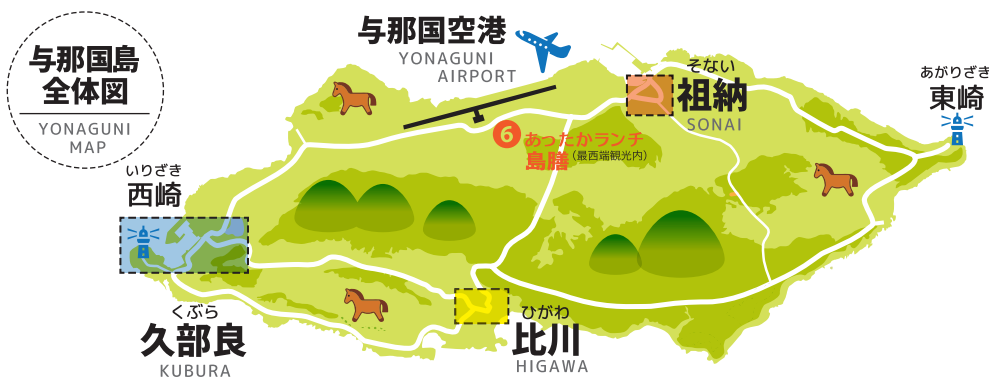 与那国島
全体図
YONAGUNI
MAP
与那国空港
YONAGUNI
AIRPORT
そない
祖納
SONAI
あがりざき
東崎
6
あったかランチ
島膳(最西端観光内)
いりざき
西崎
くぶら
久部良
KUBURA
ひがわ
比川
HIGAWA